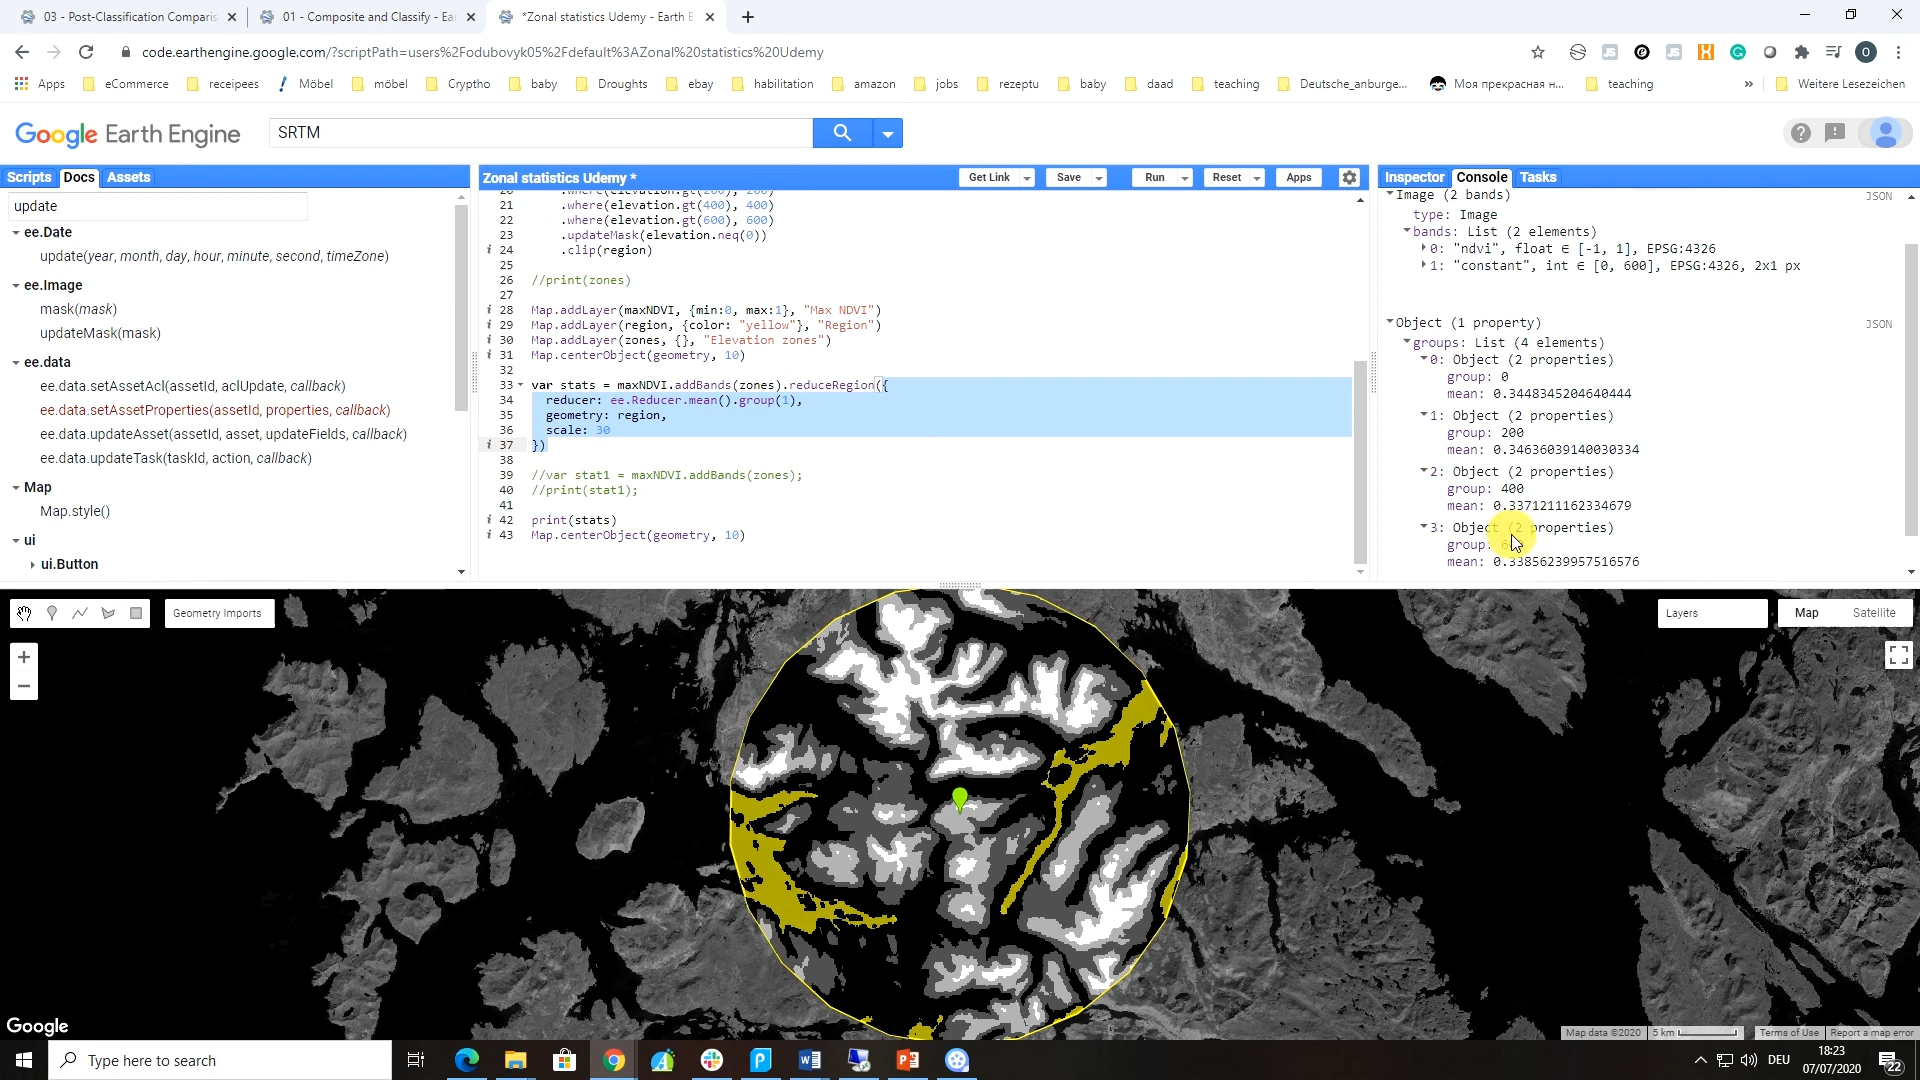 03 - Post-Classification Comparis
01 - Composite and Classify - Ear
*Zonal statistics Udemy - Earth E
code.earthengine.google.com/?scriptPath=users%2Fodubovyk05%2Fdefault%3AZonal%20statistics%20Udemy
O
Apps
eCommerce
receipees
Möbel
möbel
Cryptho
baby
Droughts
ebay
habilitation
amazon
jobs
rezeptu
baby
daad
teaching
Deutsche_anburge...
Моя прекрасная н...
teaching
»
Weitere Lesezeichen
Google Earth Engine
SRTM
Scripts
Docs
Assets
update
ee.Date
update(year, month, day, hour, minute, second, timeZone)
ee.Image
mask(mask)
updateMask(mask)
ee.data
ee.data.setAssetAcl(assetId, aclUpdate, callback)
ee.data.setAssetProperties(assetId, properties, callback)
ee.data.updateAsset(assetId, asset, updateFields, callback)
ee.data.updateTask(taskId, action, callback)
Map
Map.style()
ui
ui.Button
Zonal statistics Udemy *
Get Link
Save
Run
Reset
Apps
20 .where(elevation.gt(200), 200)
21 .where(elevation.gt(400), 400)
22 .where(elevation.gt(600), 600)
23 .updateMask(elevation.neq(0))
24 .clip(region)
25
26 //print(zones)
27
28 Map.addLayer(maxNDVI, {min:0, max:1}, "Max NDVI")
29 Map.addLayer(region, {color: "yellow"}, "Region")
30 Map.addLayer(zones, {}, "Elevation zones")
31 Map.centerObject(geometry, 10)
32
33 var stats = maxNDVI.addBands(zones).reduceRegion({
34 reducer: ee.Reducer.mean().group(1),
35 geometry: region,
36 scale: 30
37 })
38
39 //var stat1 = maxNDVI.addBands(zones);
40 //print(stat1);
41
42 print(stats)
43 Map.centerObject(geometry, 10)
Inspector
Console
Tasks
Image (2 bands)
JSON
type: Image
bands: List (2 elements)
0: "ndvi", float ∈ [-1, 1], EPSG:4326
1: "constant", int ∈ [0, 600], EPSG:4326, 2x1 px
Object (1 property)
JSON
groups: List (4 elements)
0: Object (2 properties)
group: 0
mean: 0.3448345204640444
1: Object (2 properties)
group: 200
mean: 0.34636039140030334
2: Object (2 properties)
group: 400
mean: 0.3371211162334679
3: Object (2 properties)
group:
mean: 0.33856239957516576
Geometry Imports
Layers
Map
Satellite
+
−
Google
Map data ©2020
5 km
Terms of Use
Report a map error
Type here to search
DEU
18:23
07/07/2020
22